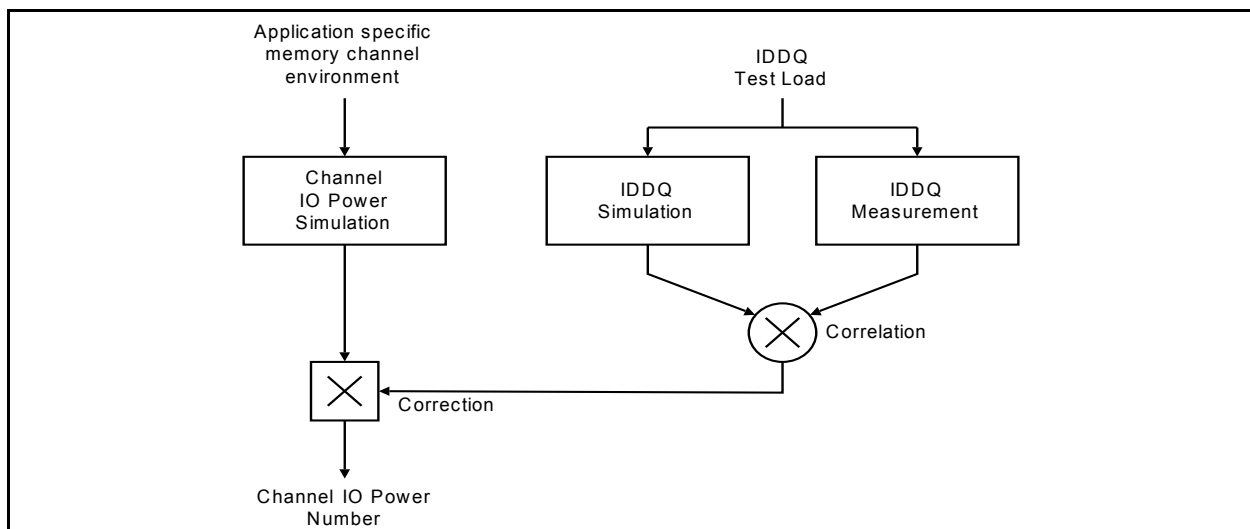 Application specific
memory channel
environment
IDDQ
Test Load
Channel
IO Power
Simulation
IDDQ
Simulation
IDDQ
Measurement
Correlation
Correction
Channel IO Power
Number